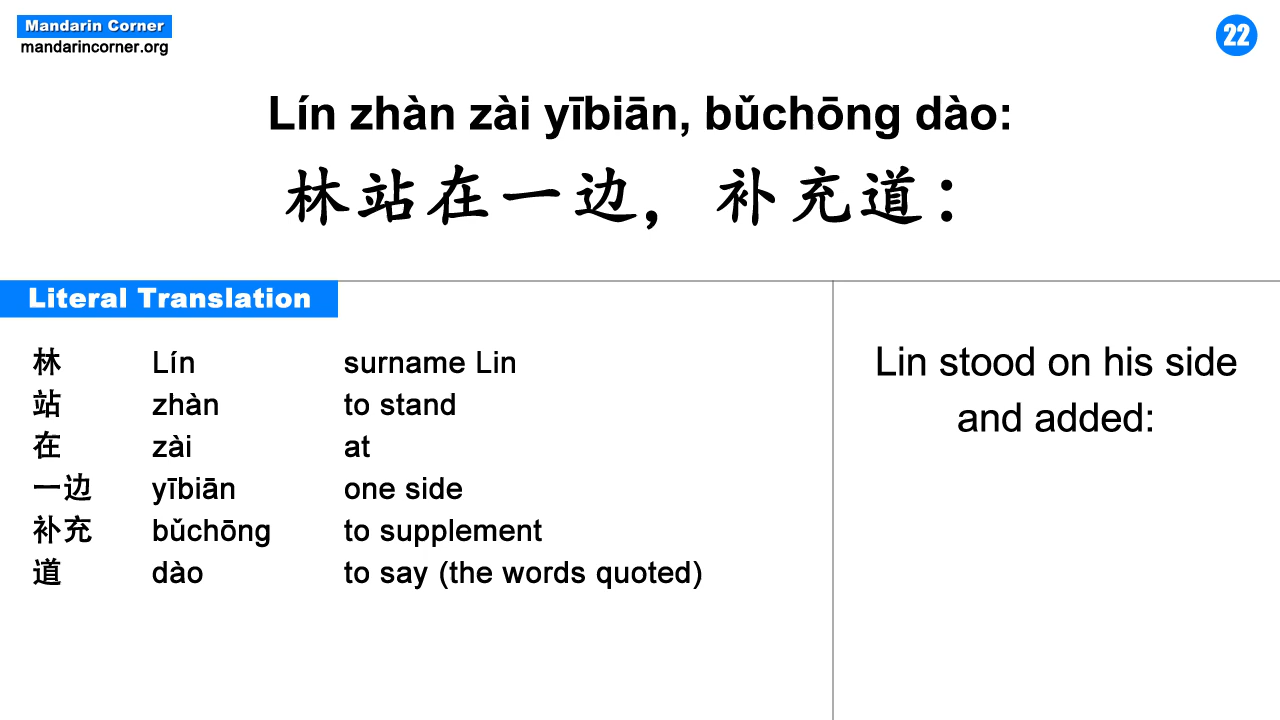 Mandarin Corner
mandarincorner.org
22
Lín zhàn zài yībiān, bǔchōng dào:
林站在一边，补充道：
Literal Translation
林 Lín surname Lin
站 zhàn to stand
在 zài at
一边 yībiān one side
补充 bǔchōng to supplement
道 dào to say (the words quoted)
Lin stood on his side
and added: